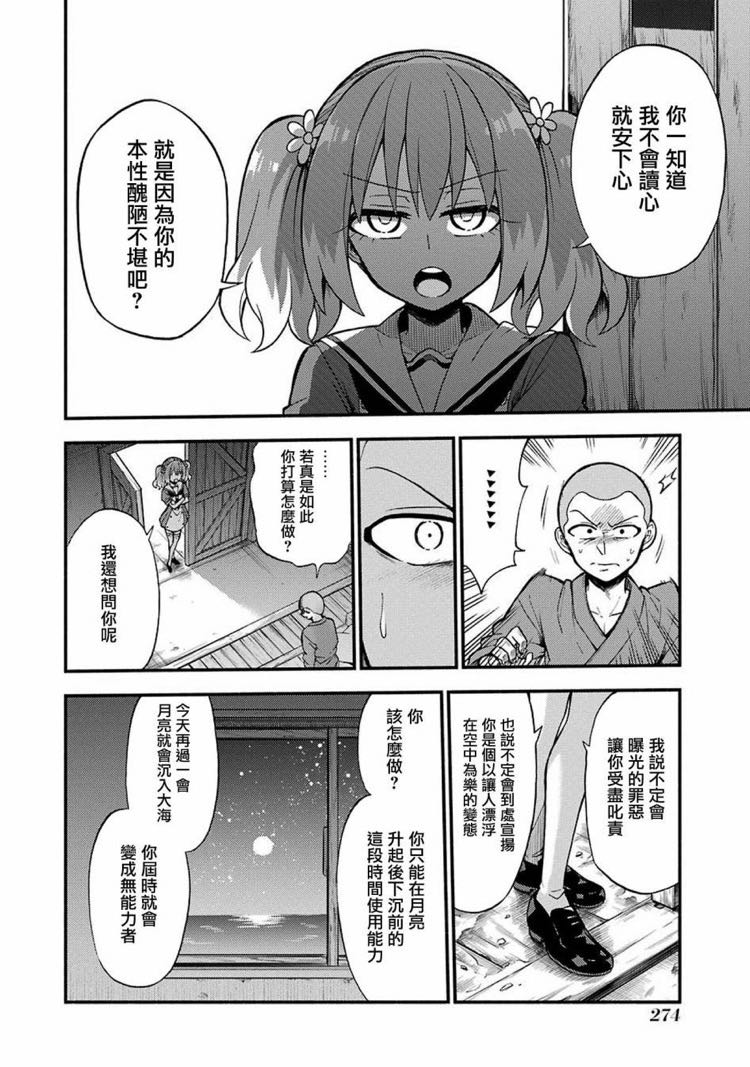 你一知道
我不會讀心
就安下心
就是因為你的
本性醜陋不堪吧？
……
若真是如此
你打算怎麼做？
我還想問你呢
我說不定會
曝光的罪惡
讓你受盡叱責
也說不定會到處宣揚
你是個以讓人漂浮
在空中為樂的變態
你
該怎麼做？
你只能在月亮
升起後下沉前的
這段時間使用能力
今天再過一會
月亮就會沉入大海
你屆時就會
變成無能力者
274